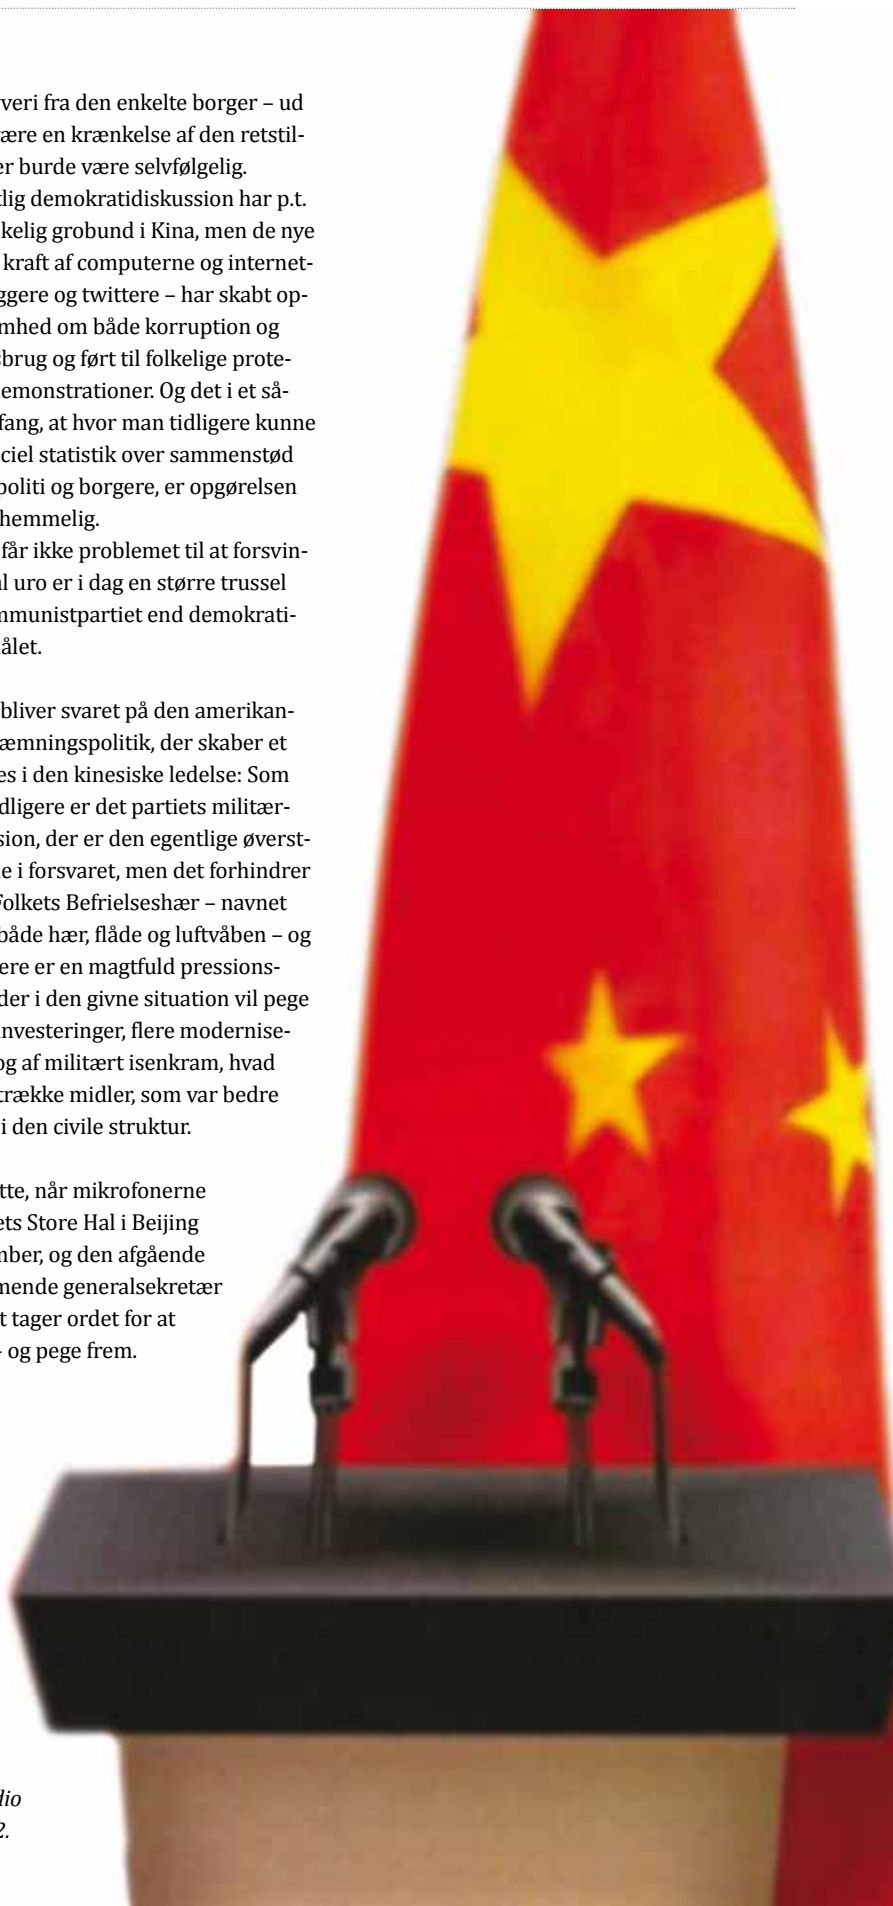 veri fra den enkelte borger – ud
ære en krænkelse af den retstil-
er burde være selvfølgelig.
tlig demokratidiskussion har p.t.
kelig grobund i Kina, men de nye
kraft af computerne og internet-
ggere og twittere – har skabt op-
mhed om både korruption og
sbrug og ført til folkelige prote-
demonstrationer. Og det i et så-
fang, at hvor man tidligere kunne
ciel statistik over sammenstød
politi og borgere, er opgørelsen
hemmelig.
får ikke problemet til at forsvin-
al uro er i dag en større trussel
mmunistpartiet end demokrati-
ålet.
bliver svaret på den amerikan-
æmningspolitik, der skaber et
es i den kinesiske ledelse: Som
dligere er det partiets militær-
sion, der er den egentlige øverst-
e i forsvaret, men det forhindrer
Folkets Befrielseshær – navnet
både hær, flåde og luftvåben – og
ere er en magtfuld pressions-
der i den givne situation vil pege
investeringer, flere modernise-
og af militært isenkram, hvad
trække midler, som var bedre
i den civile struktur.
tte, når mikrofonerne
ets Store Hal i Beijing
mber, og den afgående
mende generalsekretær
t tager ordet for at
- og pege frem.
dio
2.